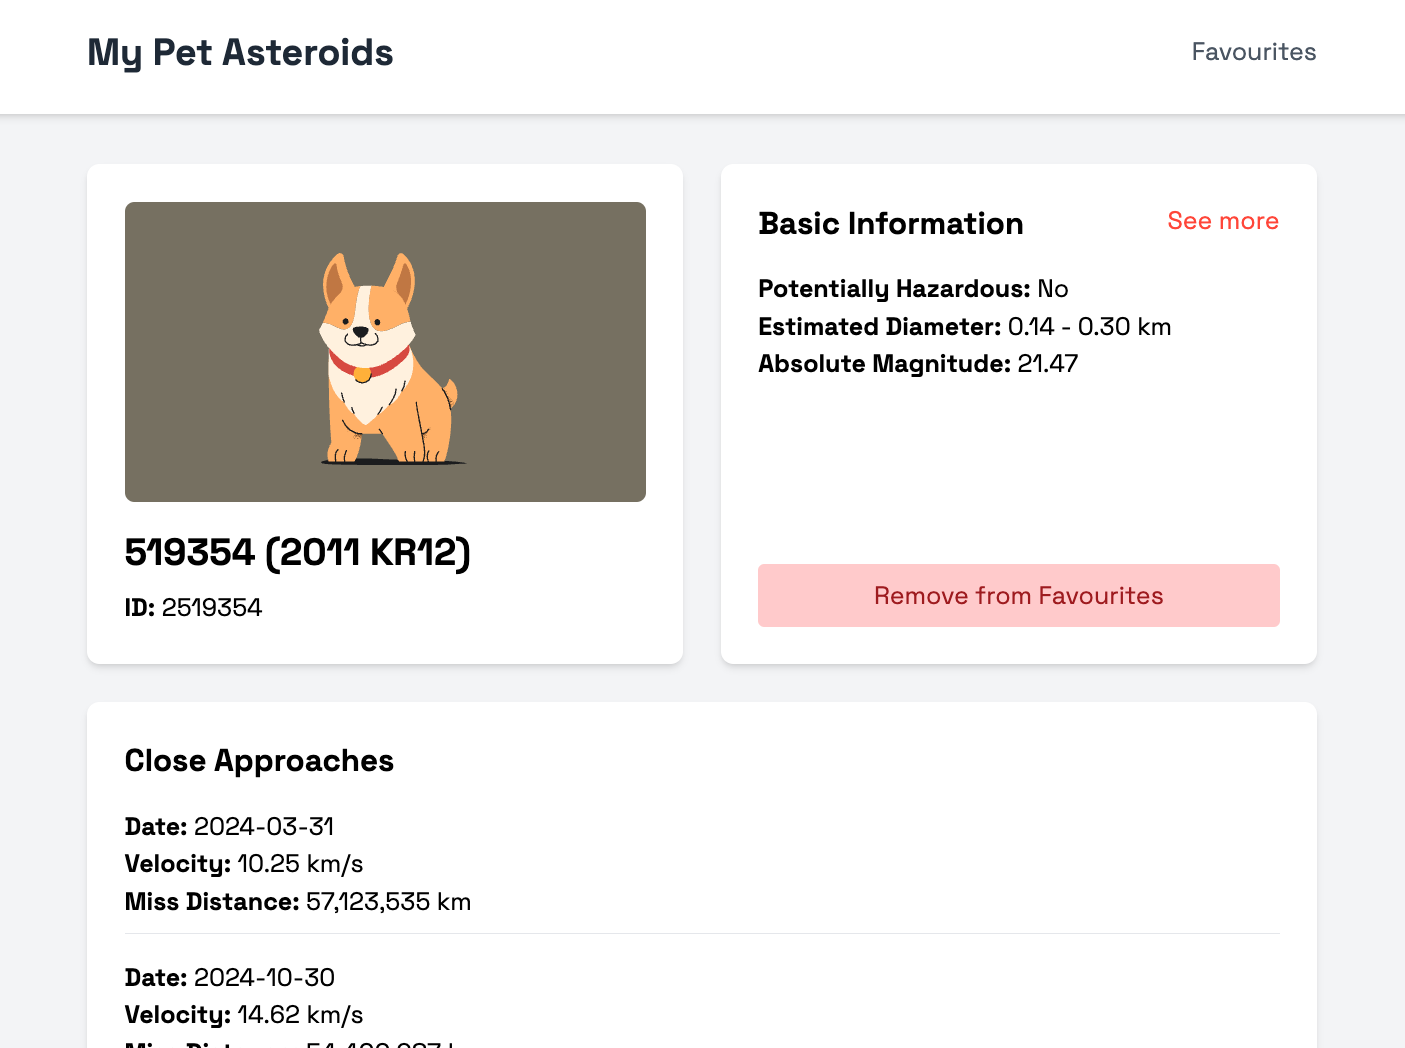 My Pet Asteroids
Favourites
519354 (2011 KR12)
ID: 2519354
Basic Information
See more
Potentially Hazardous: No
Estimated Diameter: 0.14 - 0.30 km
Absolute Magnitude: 21.47
Remove from Favourites
Close Approaches
Date: 2024-03-31
Velocity: 10.25 km/s
Miss Distance: 57,123,535 km
Date: 2024-10-30
Velocity: 14.62 km/s